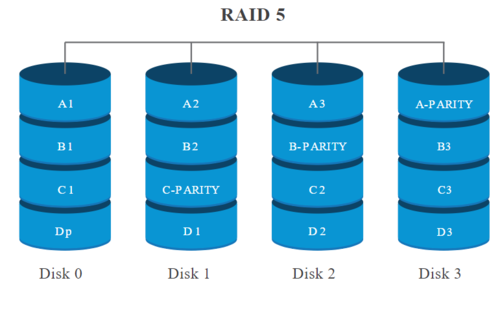 RAID 5
A1 A2 A3 A-PARITY
B1 B2 B-PARITY B3
C1 C-PARITY C2 C3
Dp D1 D2 D3
Disk 0 Disk 1 Disk 2 Disk 3